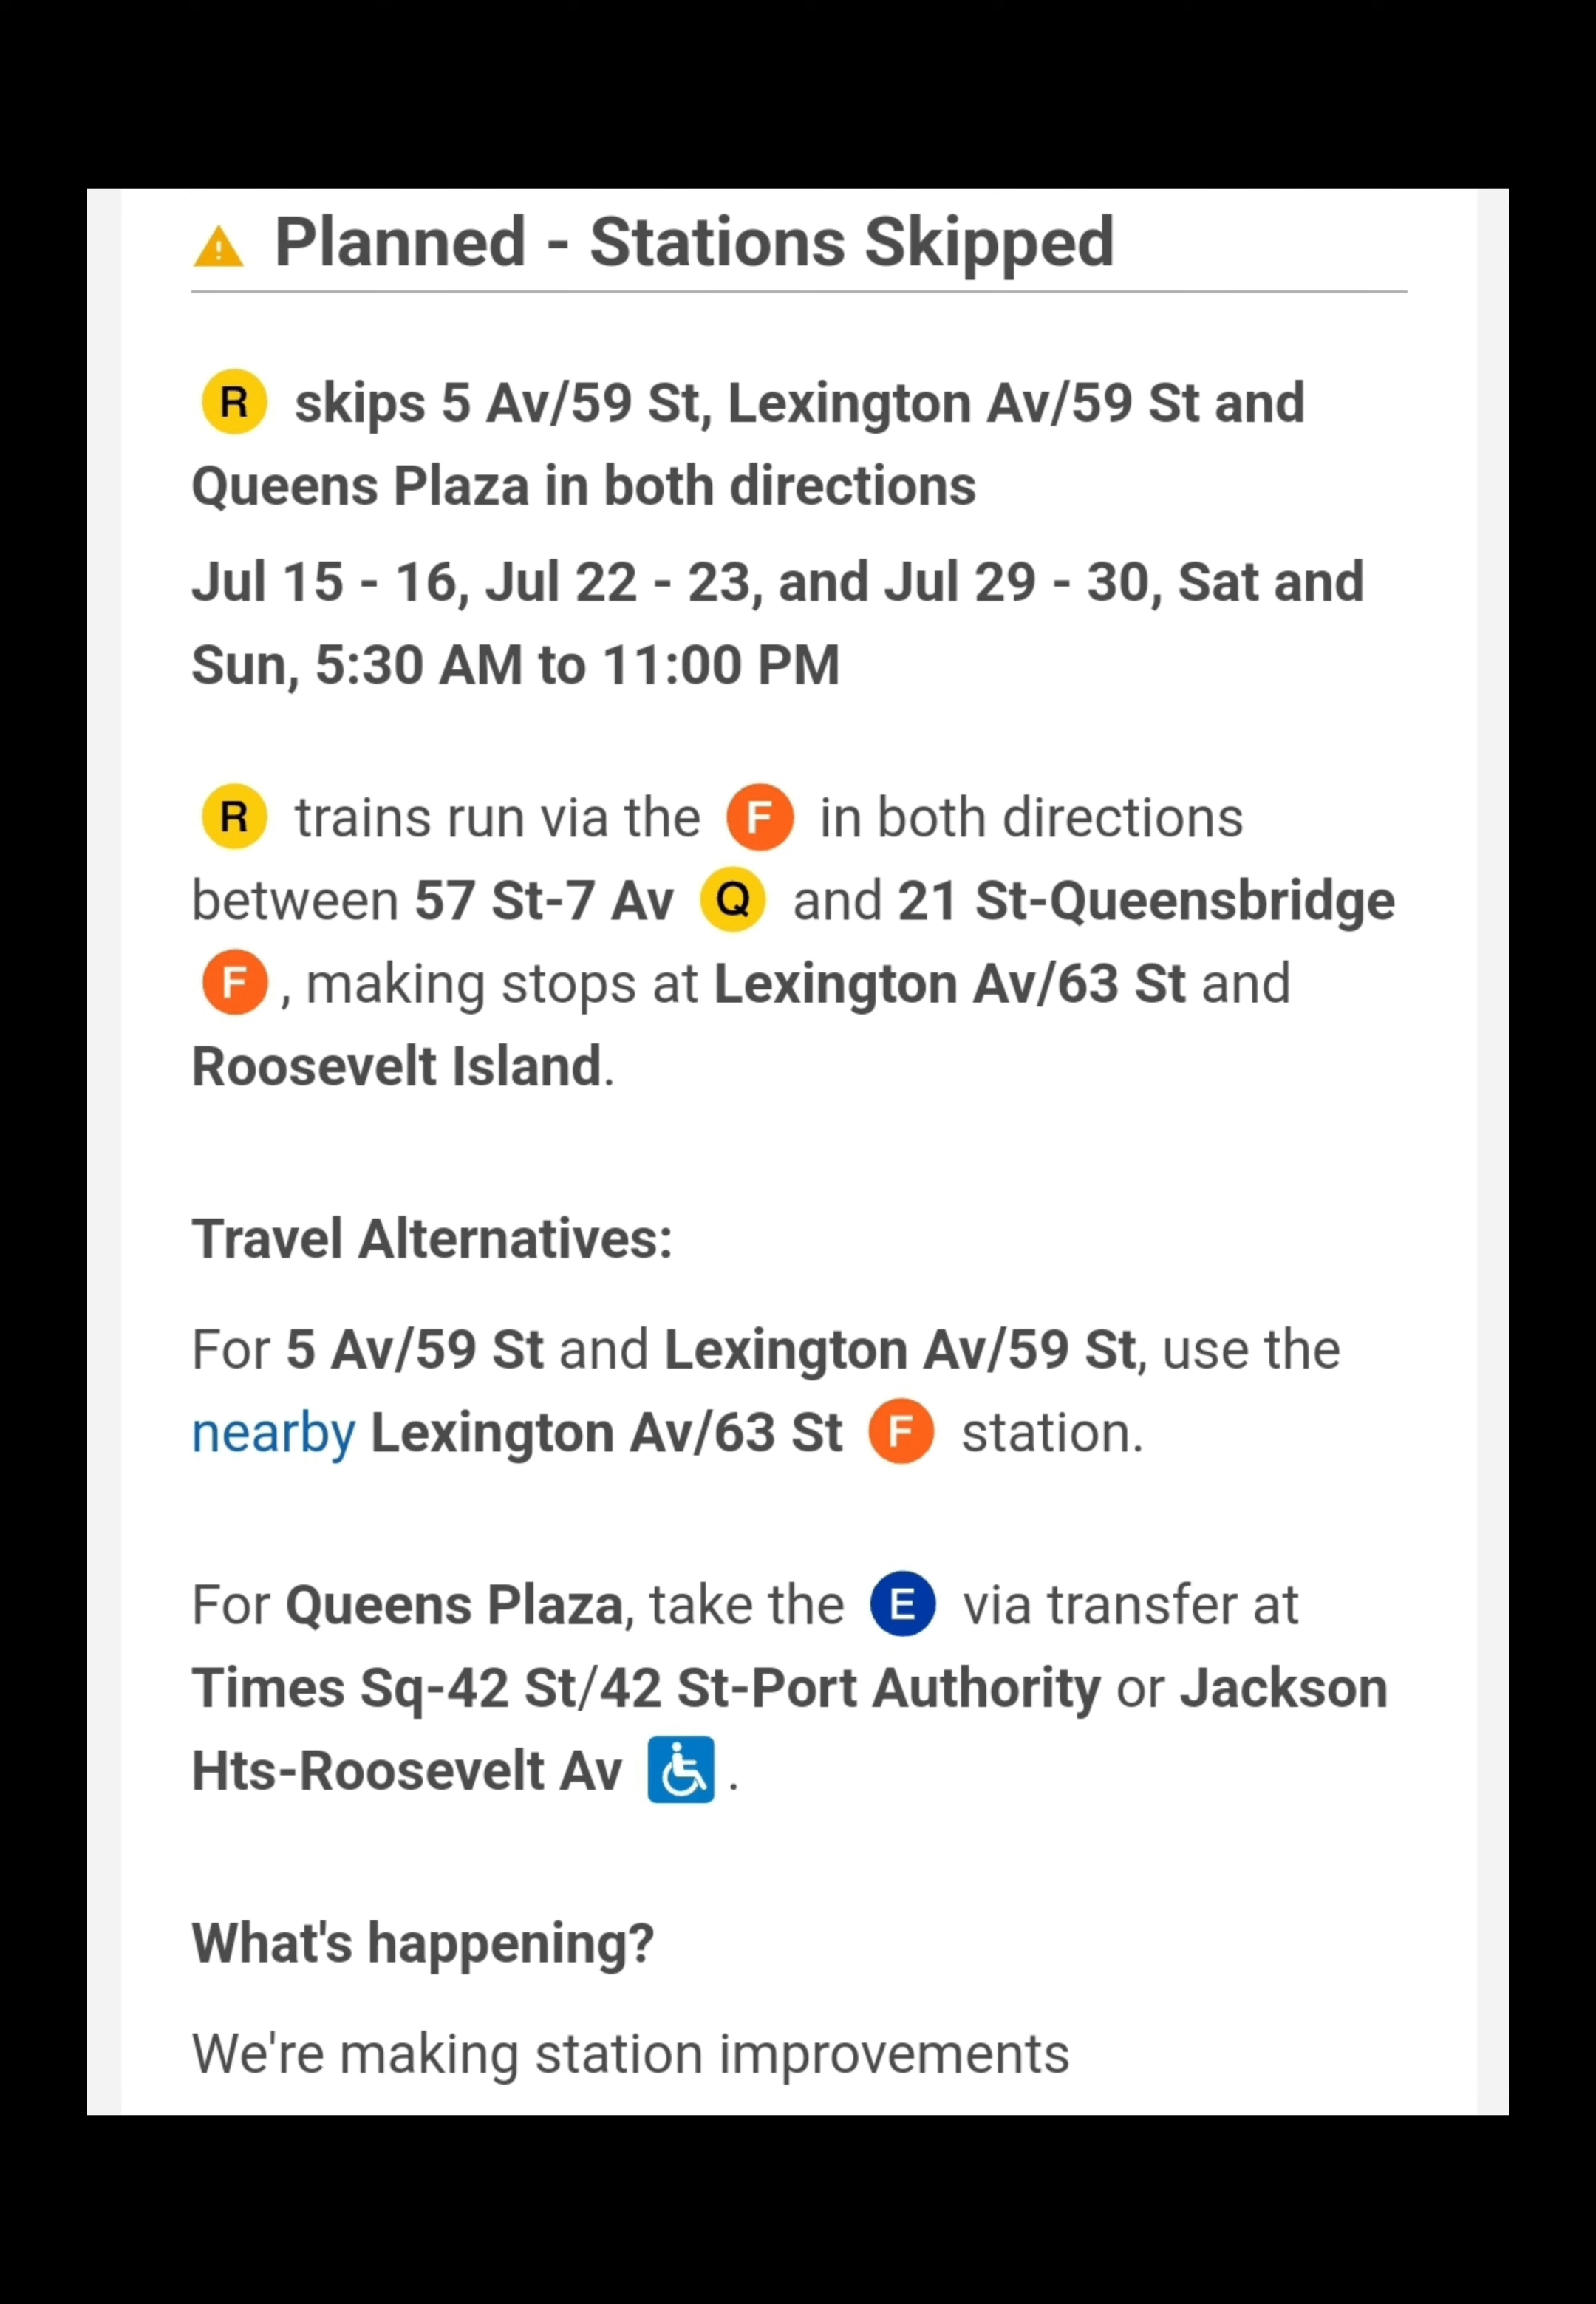 Planned - Stations Skipped
R skips 5 Av/59 St, Lexington Av/59 St and
Queens Plaza in both directions
Jul 15 - 16, Jul 22 - 23, and Jul 29 - 30, Sat and
Sun, 5:30 AM to 11:00 PM
R trains run via the F in both directions
between 57 St-7 Av Q and 21 St-Queensbridge
F , making stops at Lexington Av/63 St and
Roosevelt Island.
Travel Alternatives:
For 5 Av/59 St and Lexington Av/59 St, use the
nearby Lexington Av/63 St F station.
For Queens Plaza, take the E via transfer at
Times Sq-42 St/42 St-Port Authority or Jackson
Hts-Roosevelt Av .
What's happening?
We're making station improvements